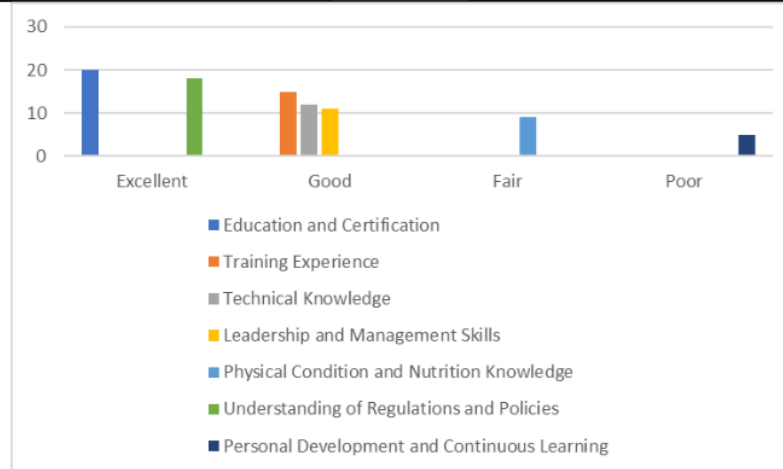 30
20
10
0
Excellent Good Fair Poor
Education and Certification
Training Experience
Technical Knowledge
Leadership and Management Skills
Physical Condition and Nutrition Knowledge
Understanding of Regulations and Policies
Personal Development and Continuous Learning